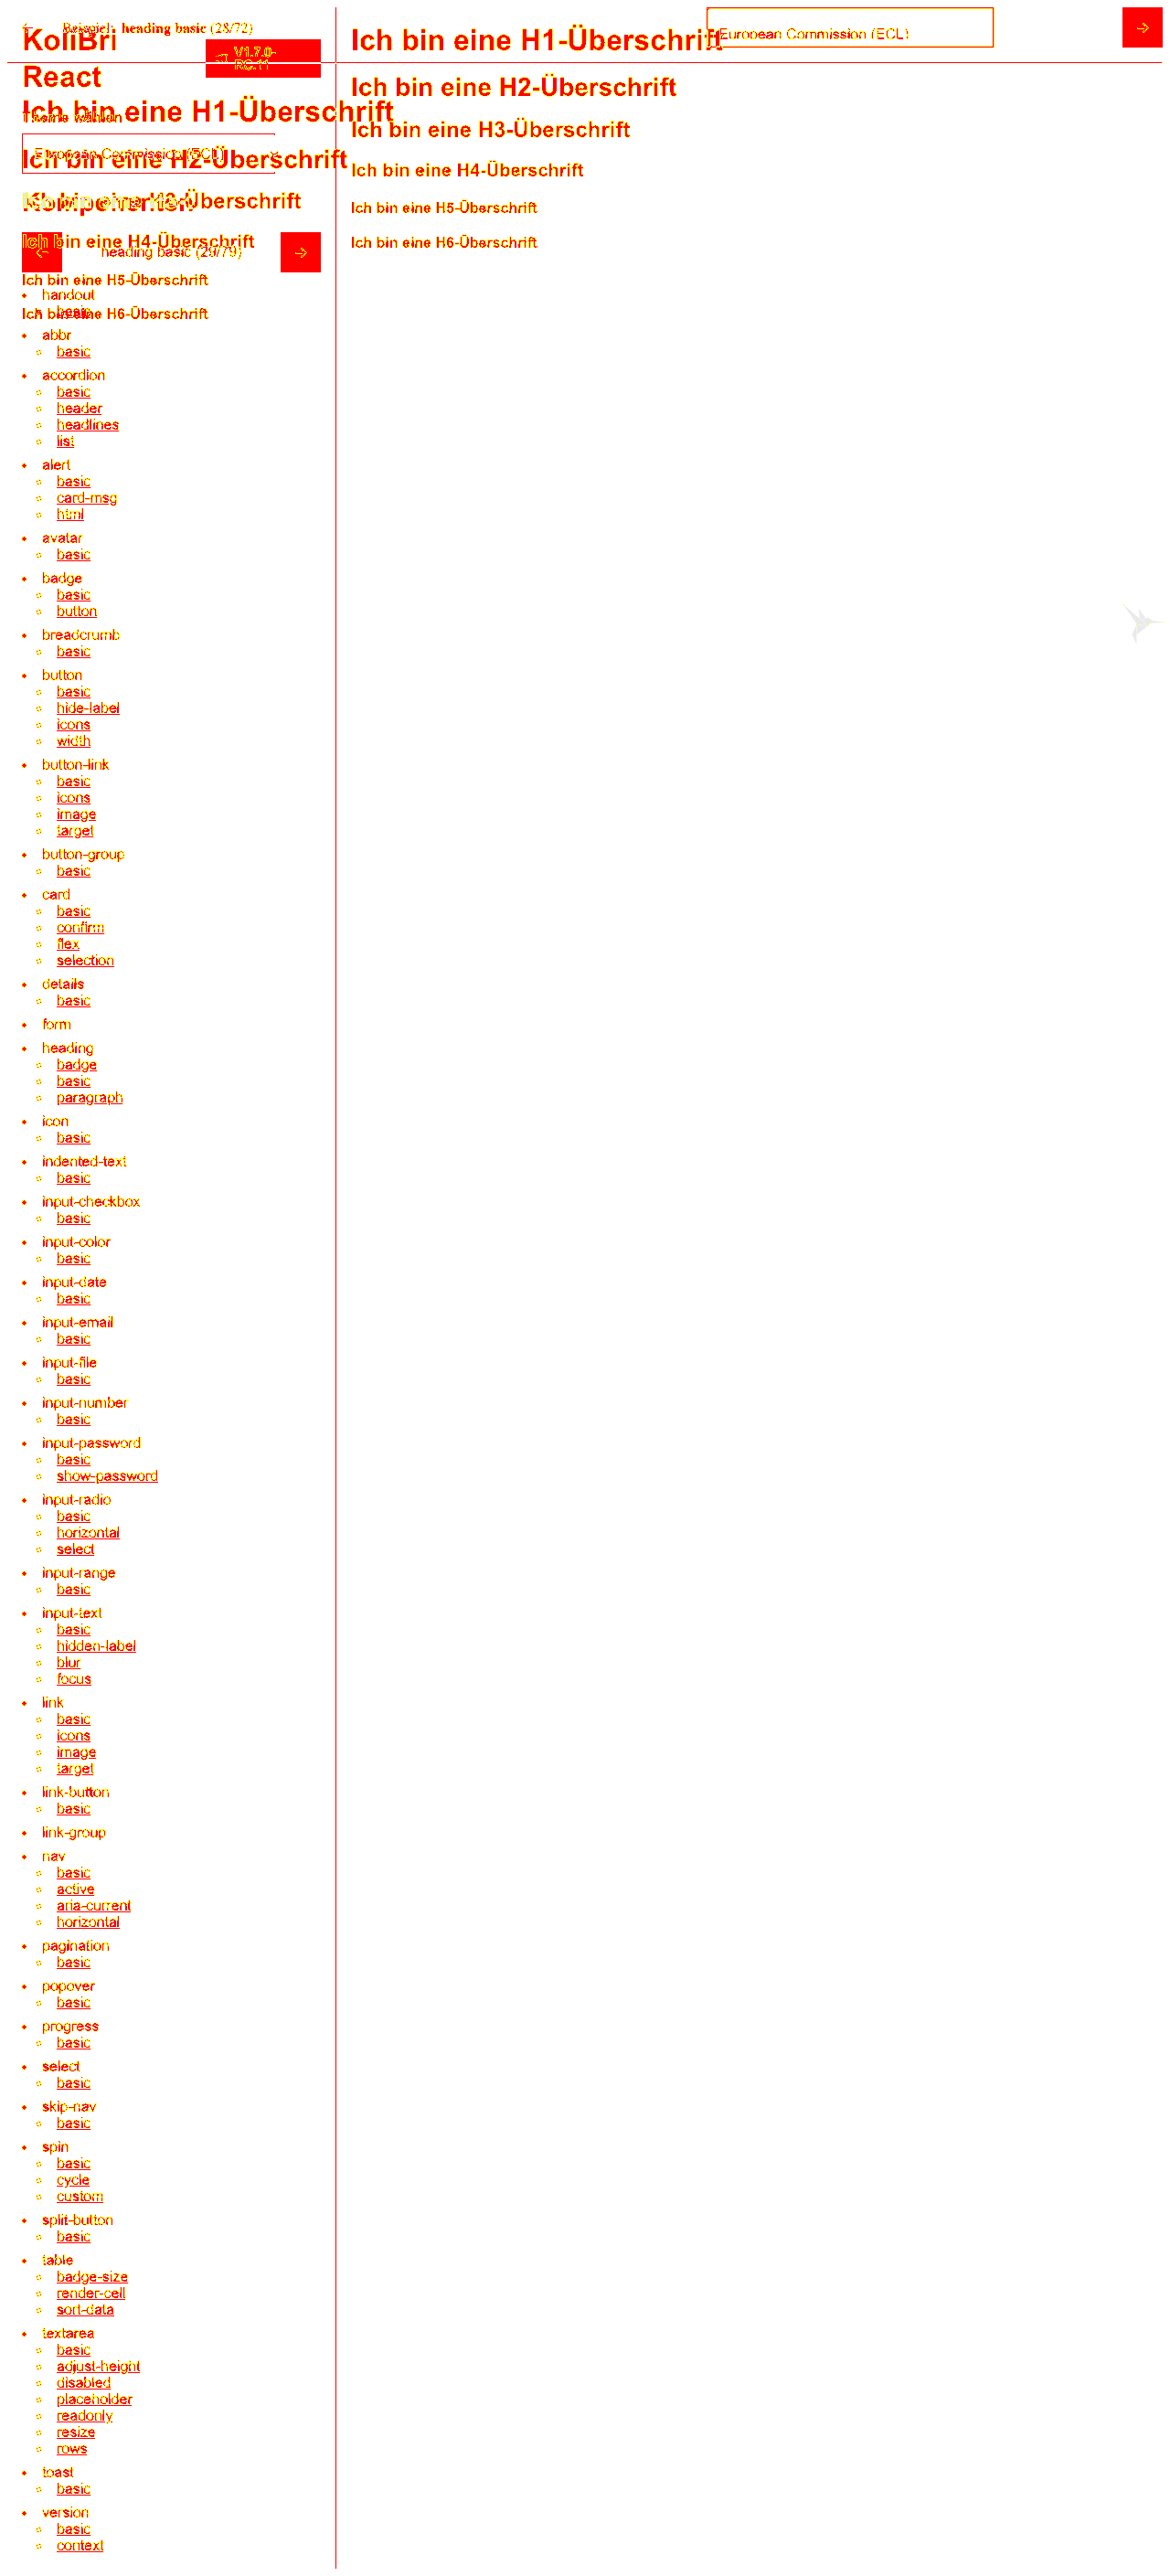 Beispiel: heading basic (28/72)
KoliBri
V1.7.0-
RC.11
React
Ich bin eine H1-Überschrift
Theme wählen
European Commission (ECL)
Ich bin eine H2-Überschrift
Komponenten
Ich bin eine H3-Überschrift
Ich bin eine H4-Überschrift
heading basic (29/79)
Ich bin eine H5-Überschrift
handout
basic
Ich bin eine H6-Überschrift
abbr
basic
accordion
basic
header
headlines
list
alert
basic
card-msg
html
avatar
basic
badge
basic
button
breadcrumb
basic
button
basic
hide-label
icons
width
button-link
basic
icons
image
target
button-group
basic
card
basic
confirm
flex
selection
details
basic
form
heading
badge
basic
paragraph
icon
basic
indented-text
basic
input-checkbox
basic
input-color
basic
input-date
basic
input-email
basic
input-file
basic
input-number
basic
input-password
basic
show-password
input-radio
basic
horizontal
select
input-range
basic
input-text
basic
hidden-label
blur
focus
link
basic
icons
image
target
link-button
basic
link-group
nav
basic
active
aria-current
horizontal
pagination
basic
popover
basic
progress
basic
select
basic
skip-nav
basic
spin
basic
cycle
custom
split-button
basic
table
badge-size
render-cell
sort-data
textarea
basic
adjust-height
disabled
placeholder
readonly
resize
rows
toast
basic
version
basic
context
Ich bin eine H1-Überschrift
European Commission (ECL)
Ich bin eine H2-Überschrift
Ich bin eine H3-Überschrift
Ich bin eine H4-Überschrift
Ich bin eine H5-Überschrift
Ich bin eine H6-Überschrift